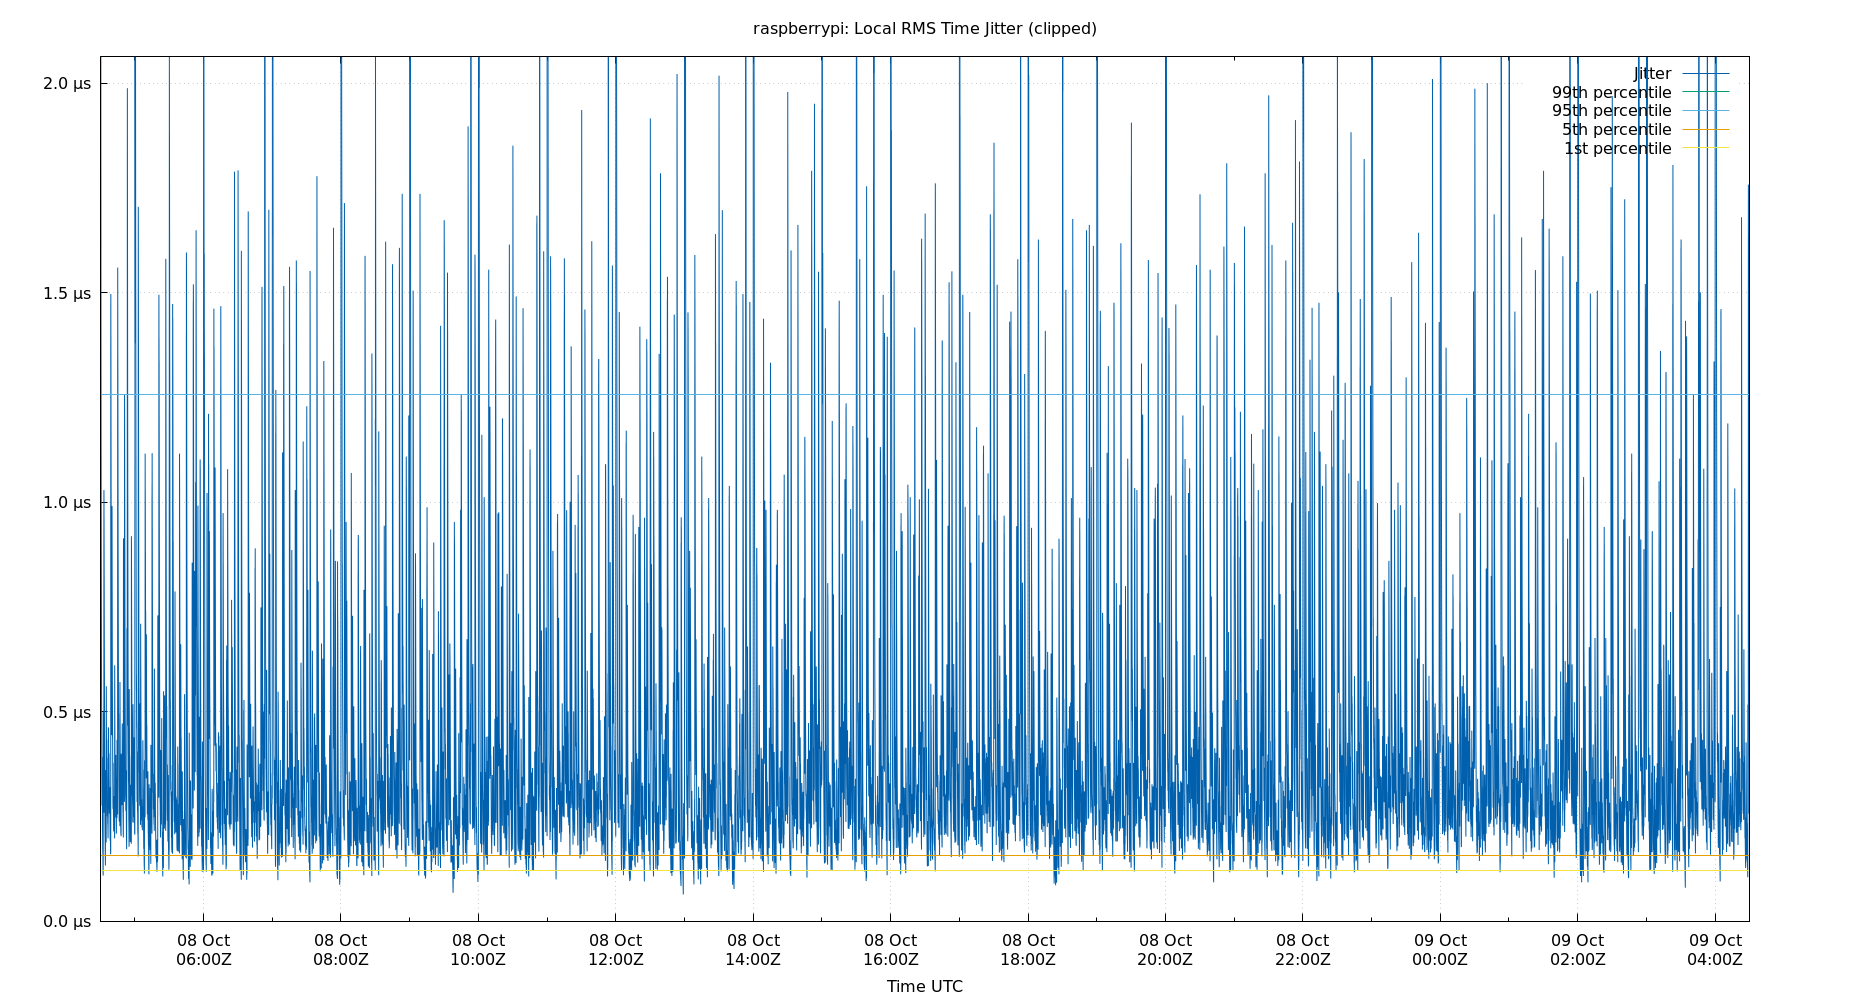 raspberrypi: Local RMS Time Jitter (clipped)
Jitter
99th percentile
95th percentile
5th percentile
1st percentile
2.0 µs
1.5 µs
1.0 µs
0.5 µs
0.0 µs
08 Oct 08 Oct 08 Oct 08 Oct 08 Oct 08 Oct 08 Oct 08 Oct 08 Oct 09 Oct 09 Oct 09 Oct
06:00Z 08:00Z 10:00Z 12:00Z 14:00Z 16:00Z 18:00Z 20:00Z 22:00Z 00:00Z 02:00Z 04:00Z
Time UTC